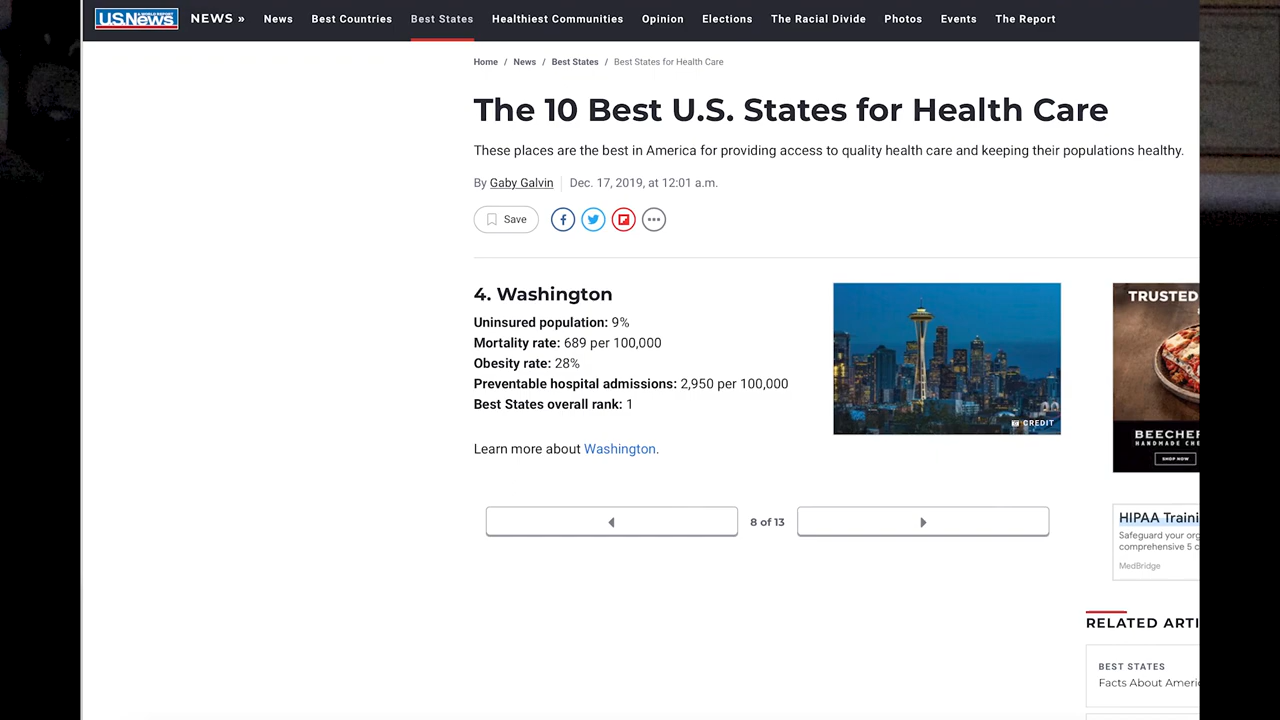 U.S.News
NEWS »
News
Best Countries
Best States
Healthiest Communities
Opinion
Elections
The Racial Divide
Photos
Events
The Report
Home / News / Best States / Best States for Health Care
The 10 Best U.S. States for Health Care
These places are the best in America for providing access to quality health care and keeping their populations healthy.
By Gaby Galvin Dec. 17, 2019, at 12:01 a.m.
Save
4. Washington
Uninsured population: 9%
Mortality rate: 689 per 100,000
Obesity rate: 28%
Preventable hospital admissions: 2,950 per 100,000
Best States overall rank: 1
Learn more about Washington.
CREDIT
8 of 13
TRUSTED
BEECHER
HANDMADE CHE
SHOP NOW
HIPAA Traini
Safeguard your org
comprehensive 5 c
MedBridge
RELATED ARTI
BEST STATES
Facts About Americ